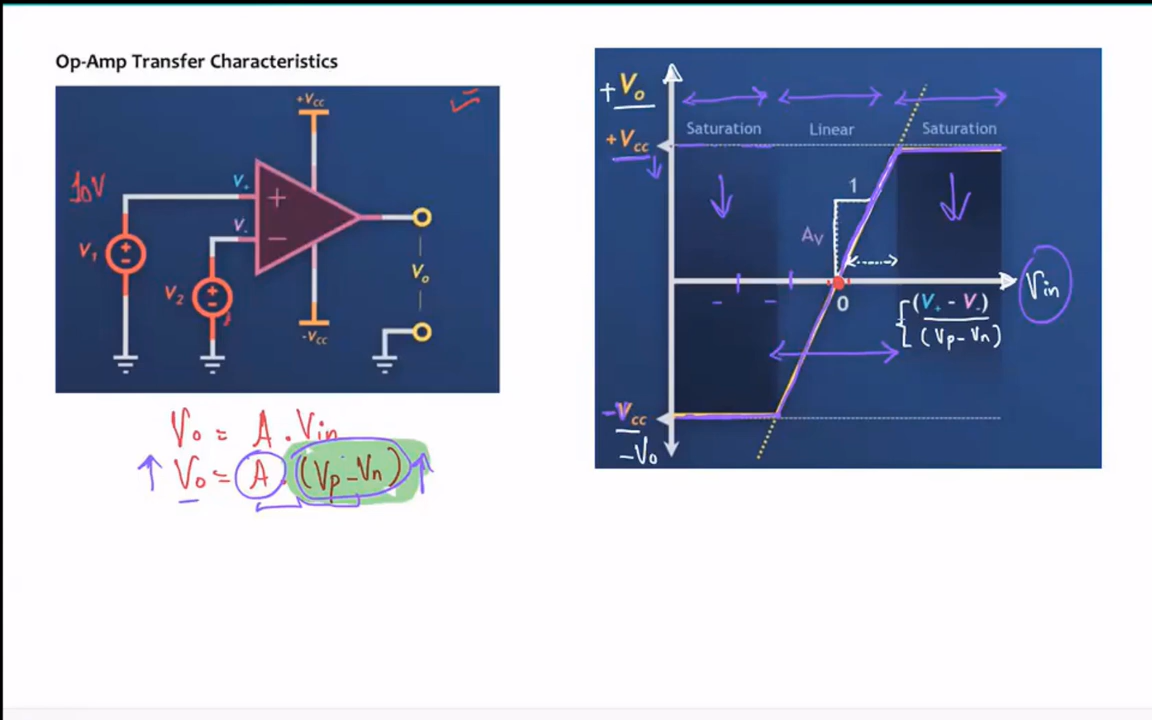 Op-Amp Transfer Characteristics
+Vcc
10V
V+
V-
V1
V2
Vo
-Vcc
Vo = A . Vin
Vo = A . (Vp-Vn)
+Vo
+Vcc
Saturation
Linear
Saturation
1
Av
0
Vin
(V+ - V-)
(Vp-Vn)
-Vcc
-Vo